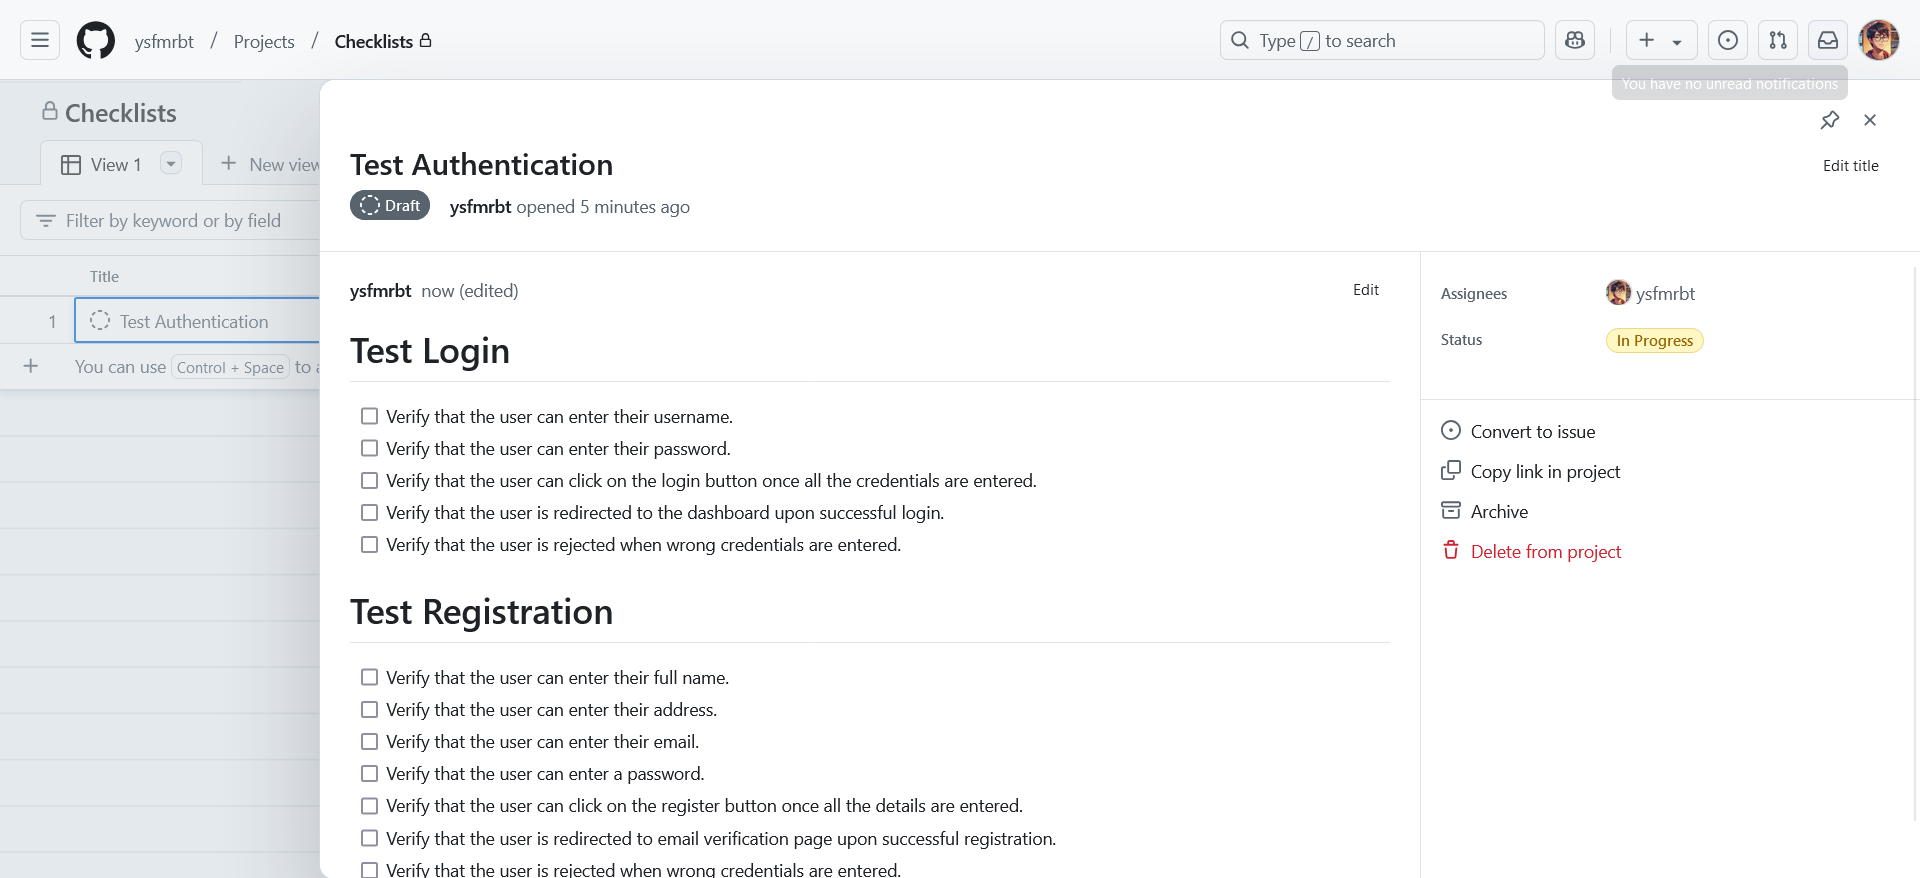 ysfmrbt / Projects / Checklists
Type / to search
You have no unread notifications
Checklists
View 1
New view
Filter by keyword or by field
Title
1 Test Authentication
You can use Control + Space to a
Test Authentication
Edit title
Draft
ysfmrbt opened 5 minutes ago
ysfmrbt now (edited)
Edit
Test Login
Verify that the user can enter their username.
Verify that the user can enter their password.
Verify that the user can click on the login button once all the credentials are entered.
Verify that the user is redirected to the dashboard upon successful login.
Verify that the user is rejected when wrong credentials are entered.
Test Registration
Verify that the user can enter their full name.
Verify that the user can enter their address.
Verify that the user can enter their email.
Verify that the user can enter a password.
Verify that the user can click on the register button once all the details are entered.
Verify that the user is redirected to email verification page upon successful registration.
Verify that the user is rejected when wrong credentials are entered.
Assignees
ysfmrbt
Status
In Progress
Convert to issue
Copy link in project
Archive
Delete from project